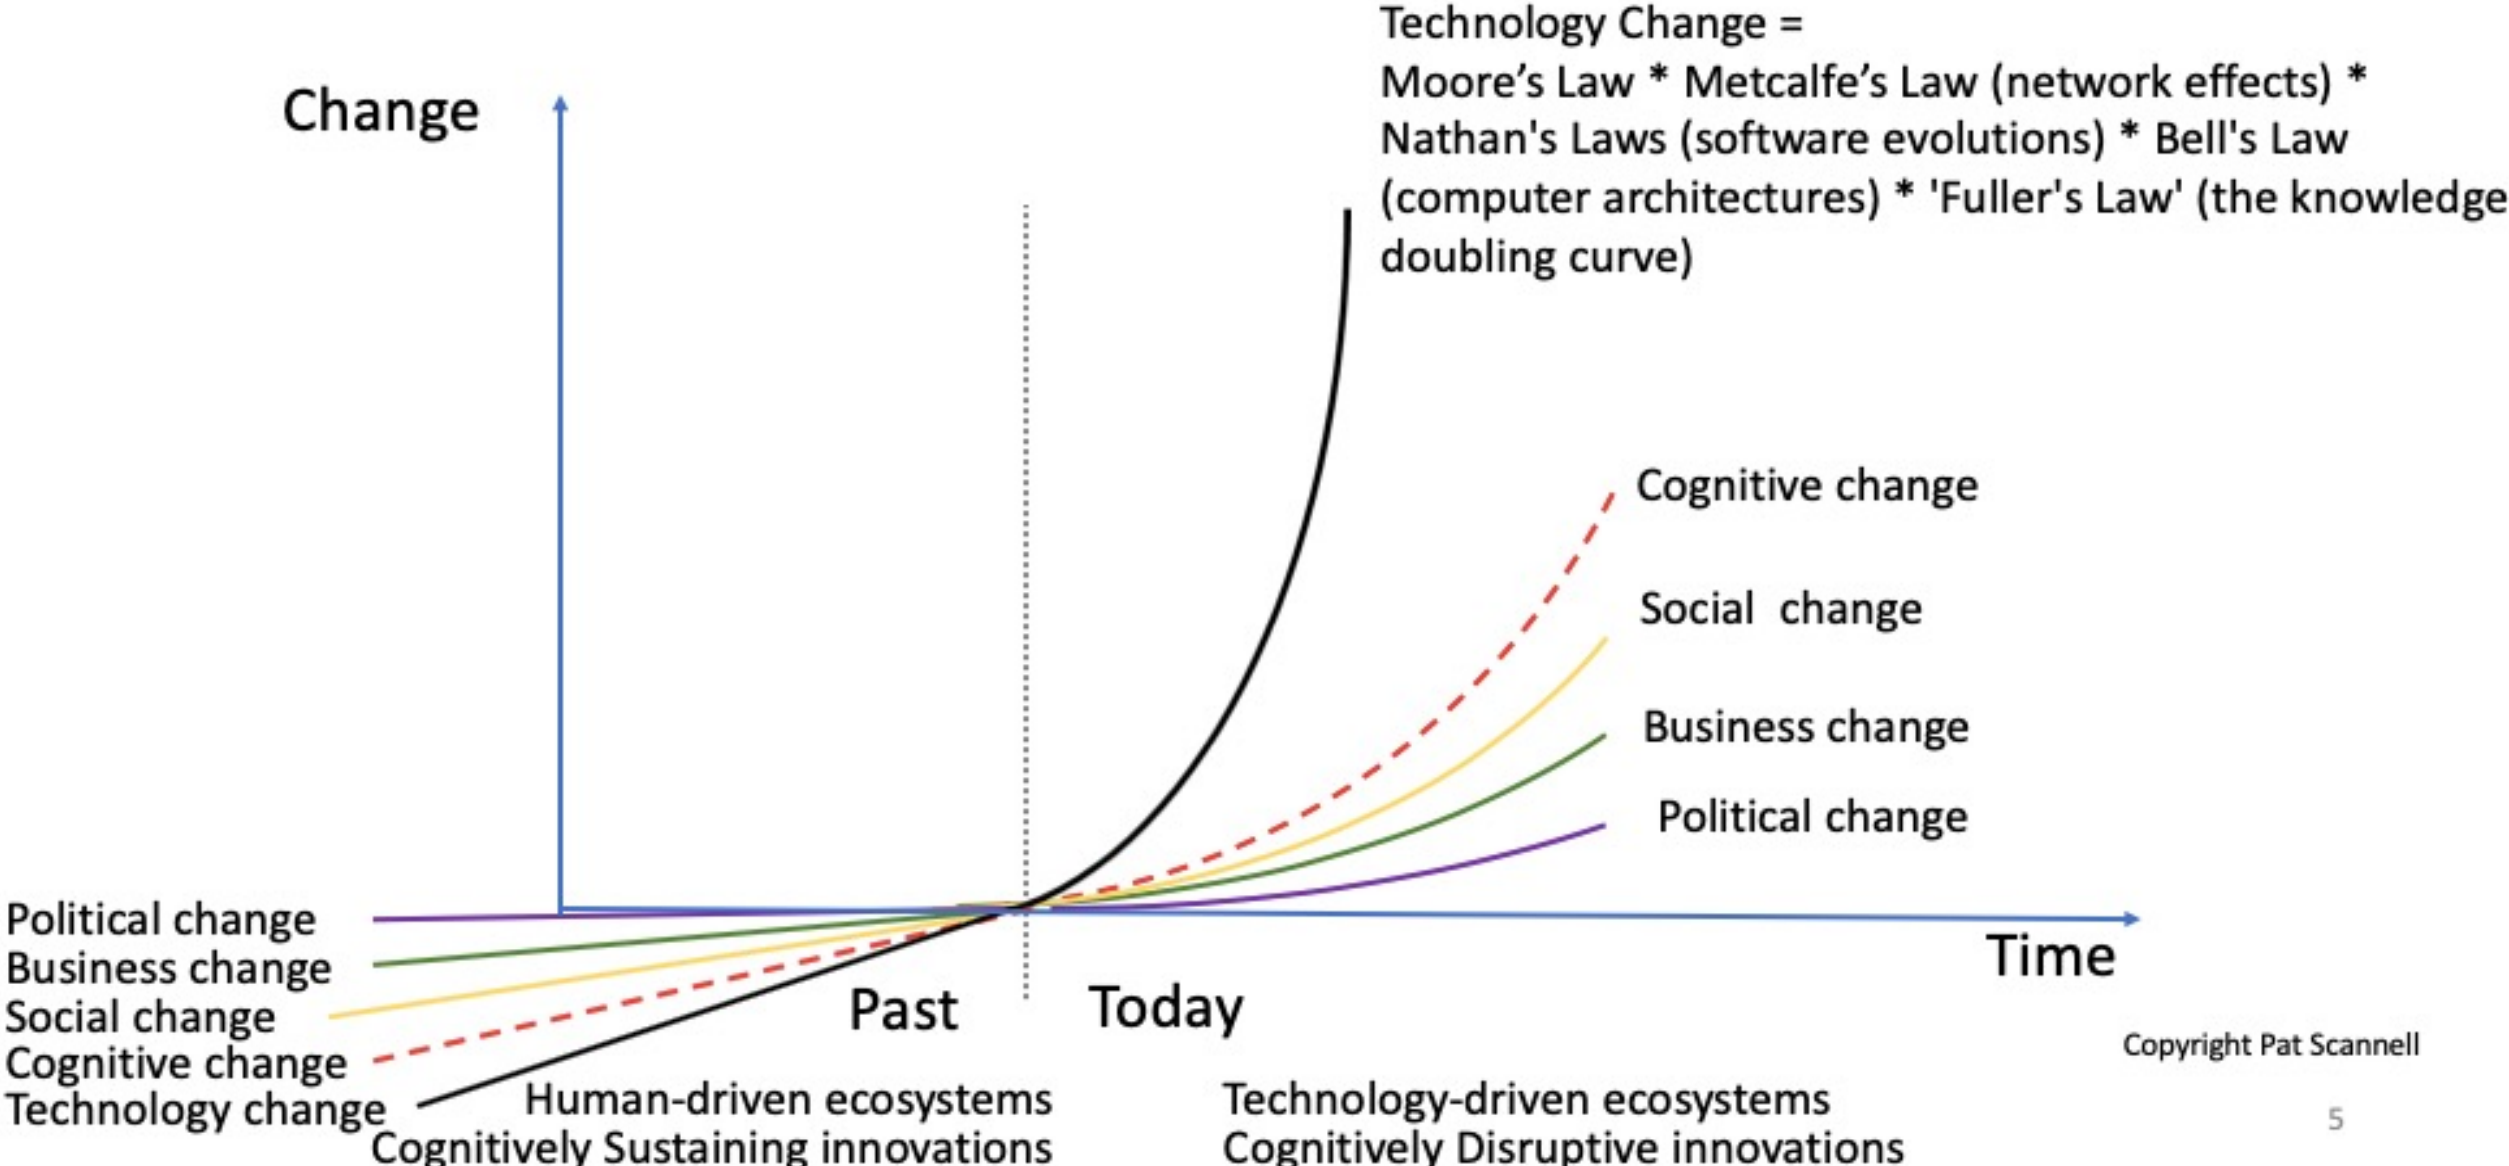 Technology Change =
Moore’s Law * Metcalfe’s Law (network effects) *
Nathan's Laws (software evolutions) * Bell's Law
(computer architectures) * 'Fuller's Law' (the knowledge
doubling curve)
Change
Cognitive change
Social  change
Business change
Political change
Political change
Business change
Social change
Cognitive change
Technology change
Time
Past
Today
Copyright Pat Scannell
Human-driven ecosystems
Cognitively Sustaining innovations
Technology-driven ecosystems
Cognitively Disruptive innovations
5